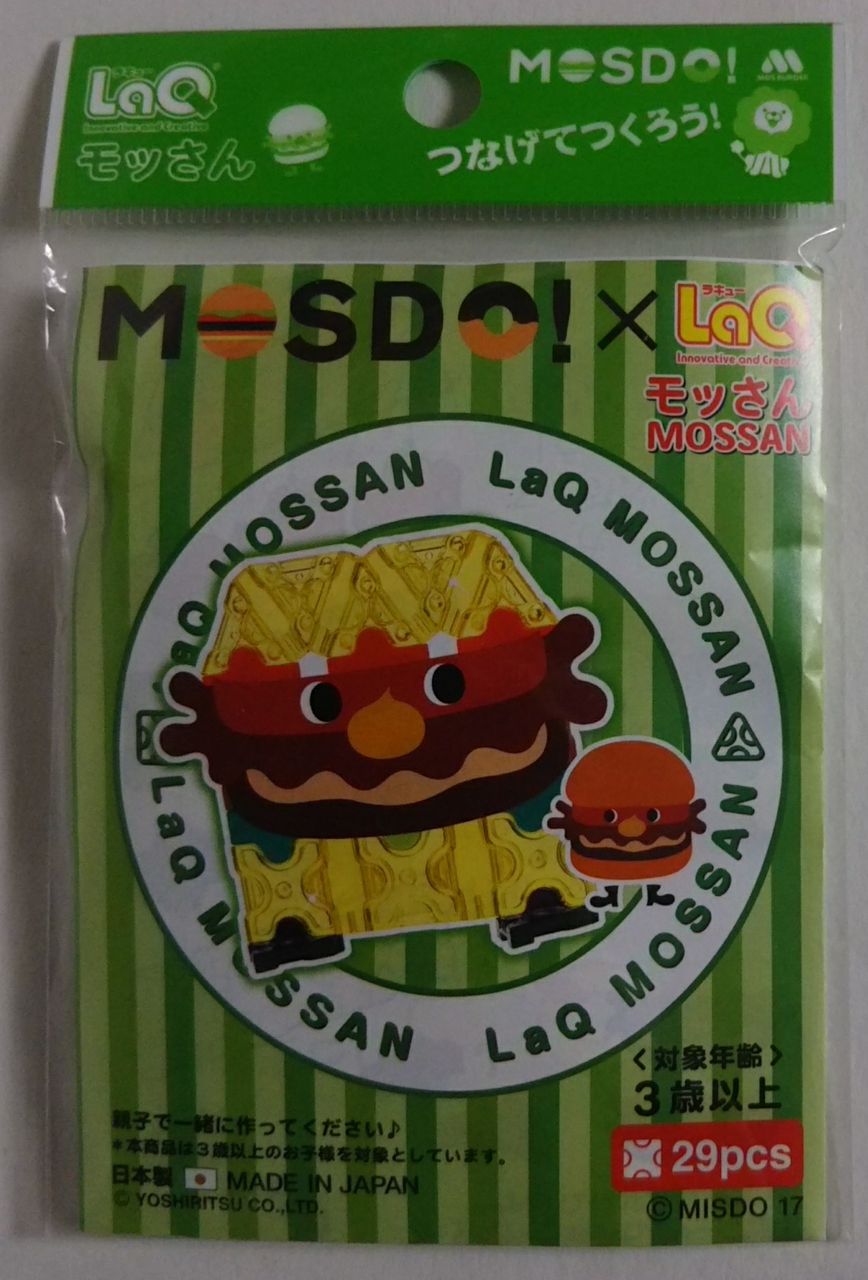 ラキュー
LaQ
Innovative and Creative
モッさん
MOSDO!
MOS BURGER
つなげてつくろう!
MOSDO!×
ラキュー
LaQ
Innovative and Creative
モッさん
MOSSAN
LaQ MOSSAN
LaQ MOSSAN
LaQ MOSSAN
LaQ MOSSAN
〈対象年齢〉
3歳以上
親子で一緒に作ってください♪
*本商品は3歳以上のお子様を対象としています。
日本製 MADE IN JAPAN
© YOSHIRITSU CO.,LTD.
29pcs
©MISDO 17